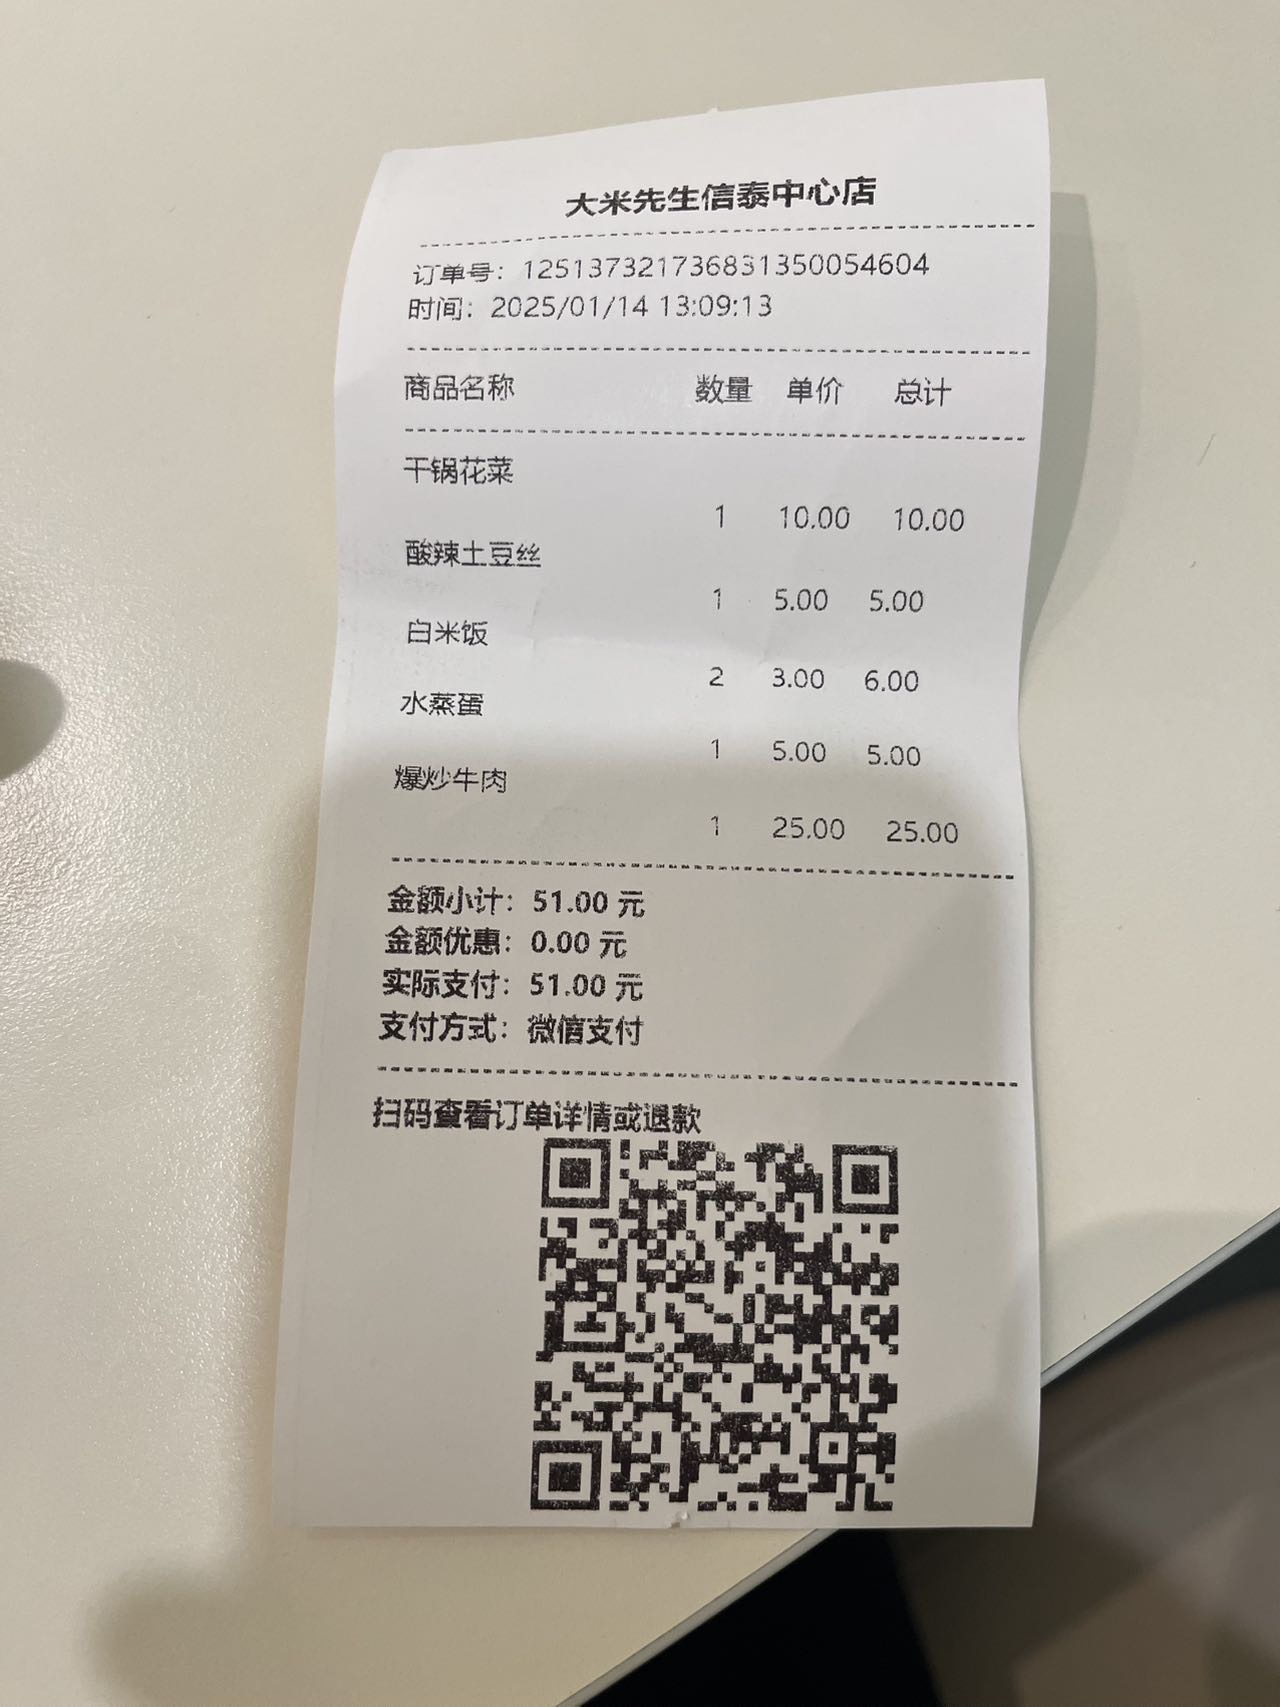 大米先生信泰中心店
订单号：12513732173683​1350054604
时间：2025/01/14 13:09:13
商品名称 数量 单价 总计
干锅花菜
1 10.00 10.00
酸辣土豆丝
1 5.00 5.00
白米饭
2 3.00 6.00
水蒸蛋
1 5.00 5.00
爆炒牛肉
1 25.00 25.00
金额小计：51.00 元
金额优惠：0.00 元
实际支付：51.00 元
支付方式：微信支付
扫码查看订单详情或退款